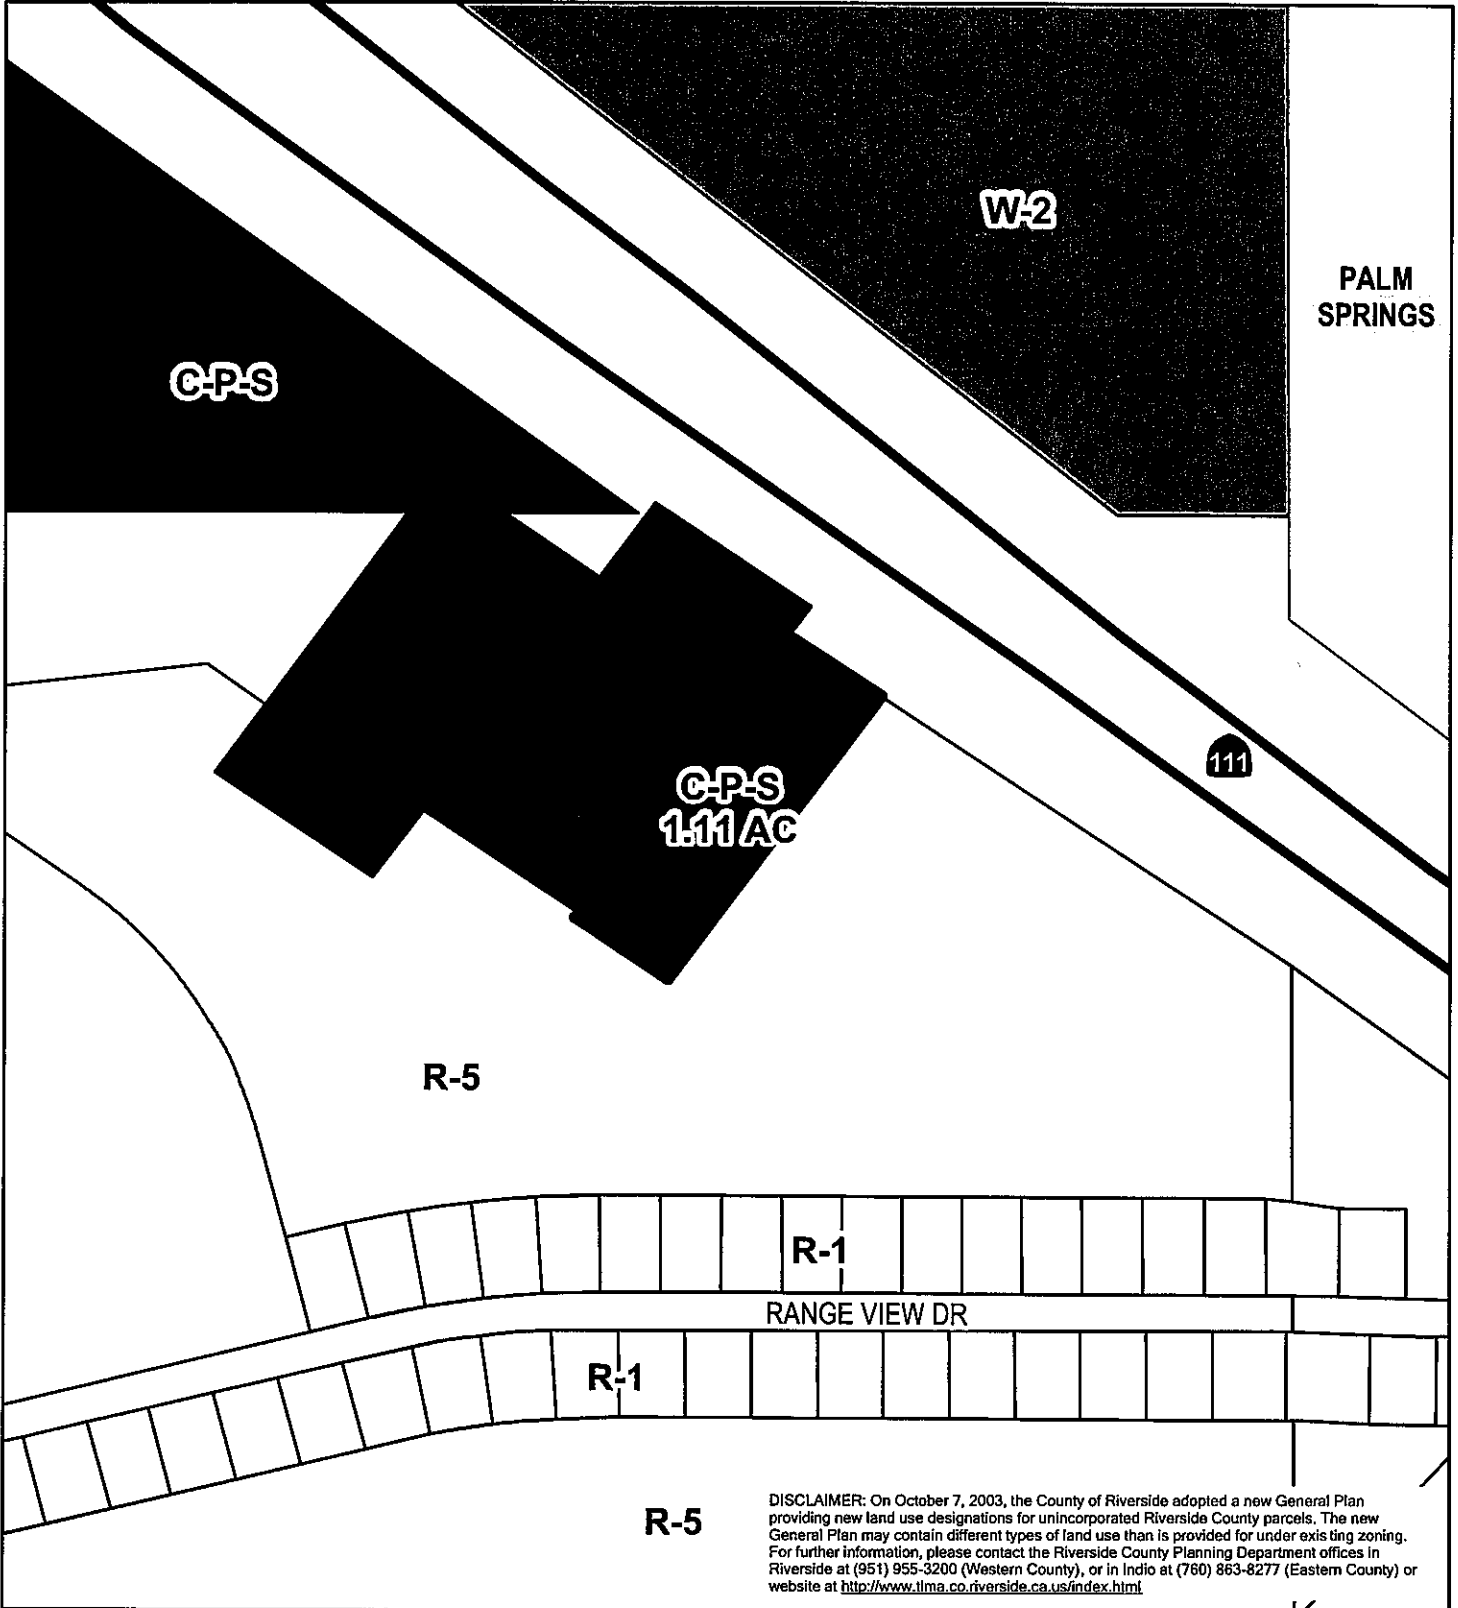 W-2
PALM
SPRINGS
C-P-S
111
C-P-S
1.11 AC
R-5
R-1
RANGE VIEW DR
R-1
R-5
DISCLAIMER: On October 7, 2003, the County of Riverside adopted a new General Plan
providing new land use designations for unincorporated Riverside County parcels. The new
General Plan may contain different types of land use than is provided for under existing zoning.
For further information, please contact the Riverside County Planning Department offices in
Riverside at (951) 955-3200 (Western County), or in Indio at (760) 863-8277 (Eastern County) or
website at http://www.tlma.co.riverside.ca.us/index.html